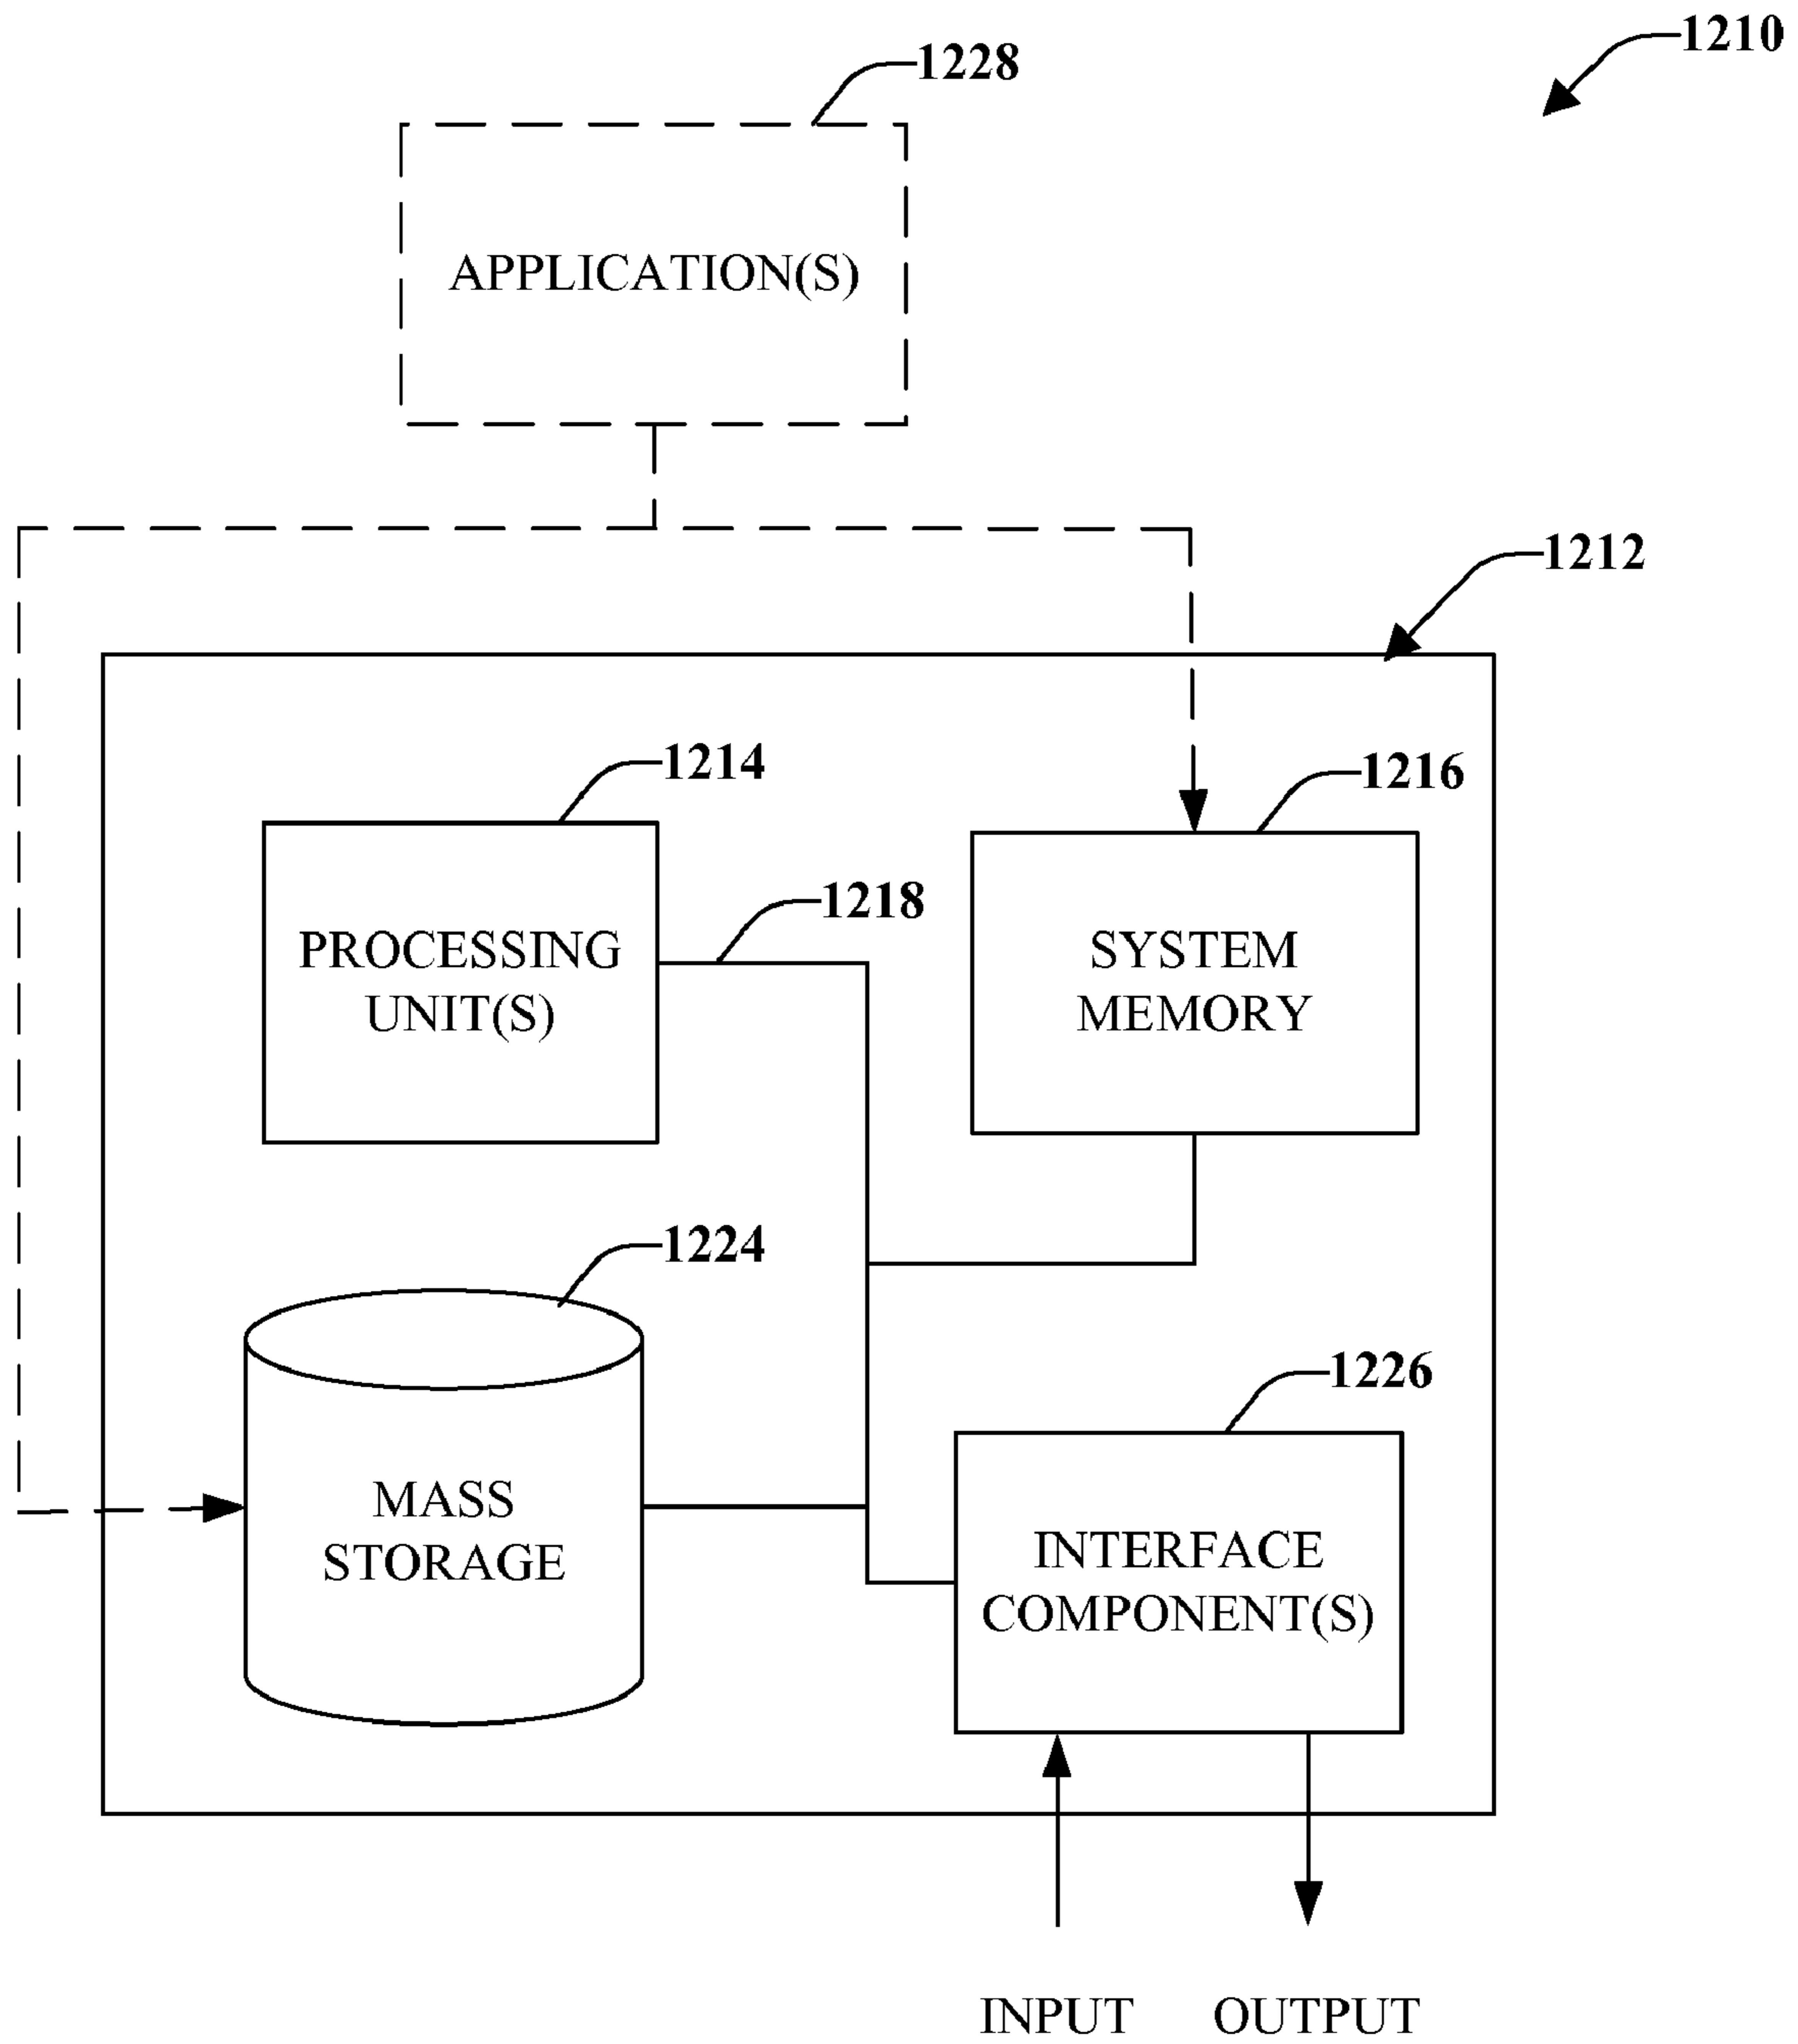 1210
1228
APPLICATION(S)
1212
1214
1216
1218
PROCESSING
UNIT(S)
SYSTEM
MEMORY
1224
1226
MASS
STORAGE
INTERFACE
COMPONENT(S)
INPUT
OUTPUT